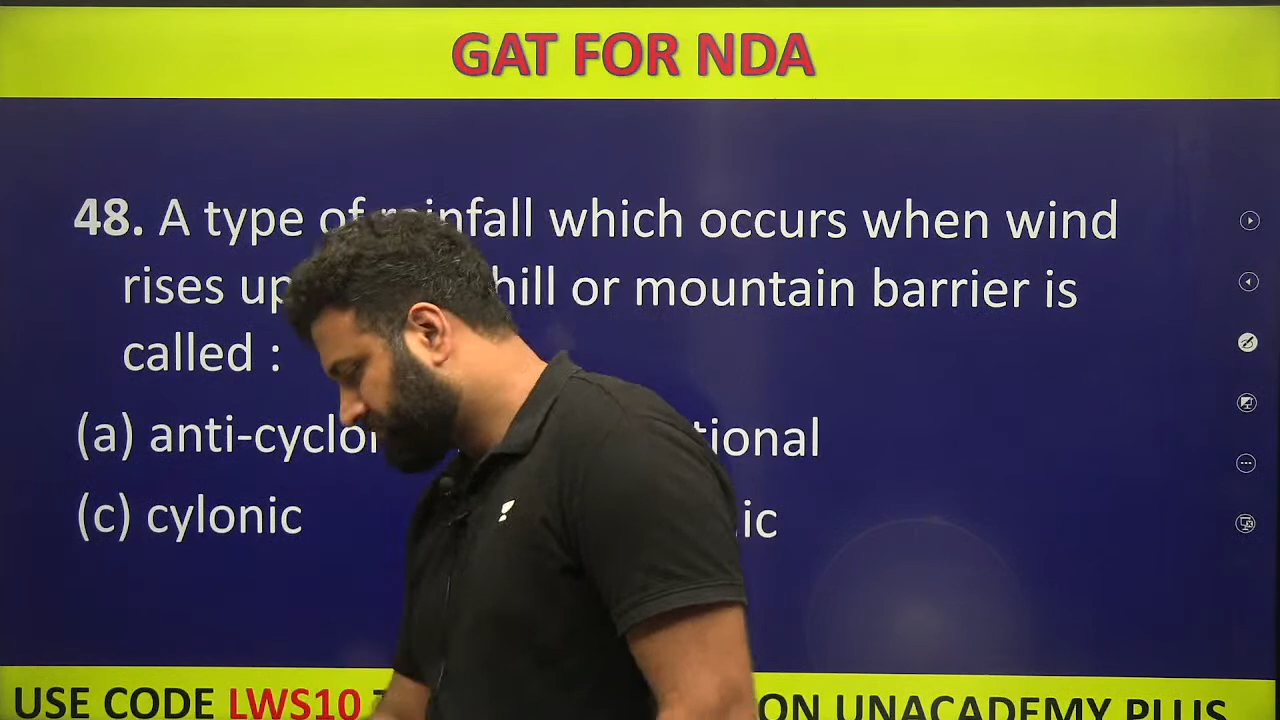 GAT FOR NDA
48. A type of rainfall which occurs when wind
rises up hill or mountain barrier is
called :
(a) anti-cyclon tional
(c) cylonic ic
USE CODE LWS10 ON UNACADEMY PLUS